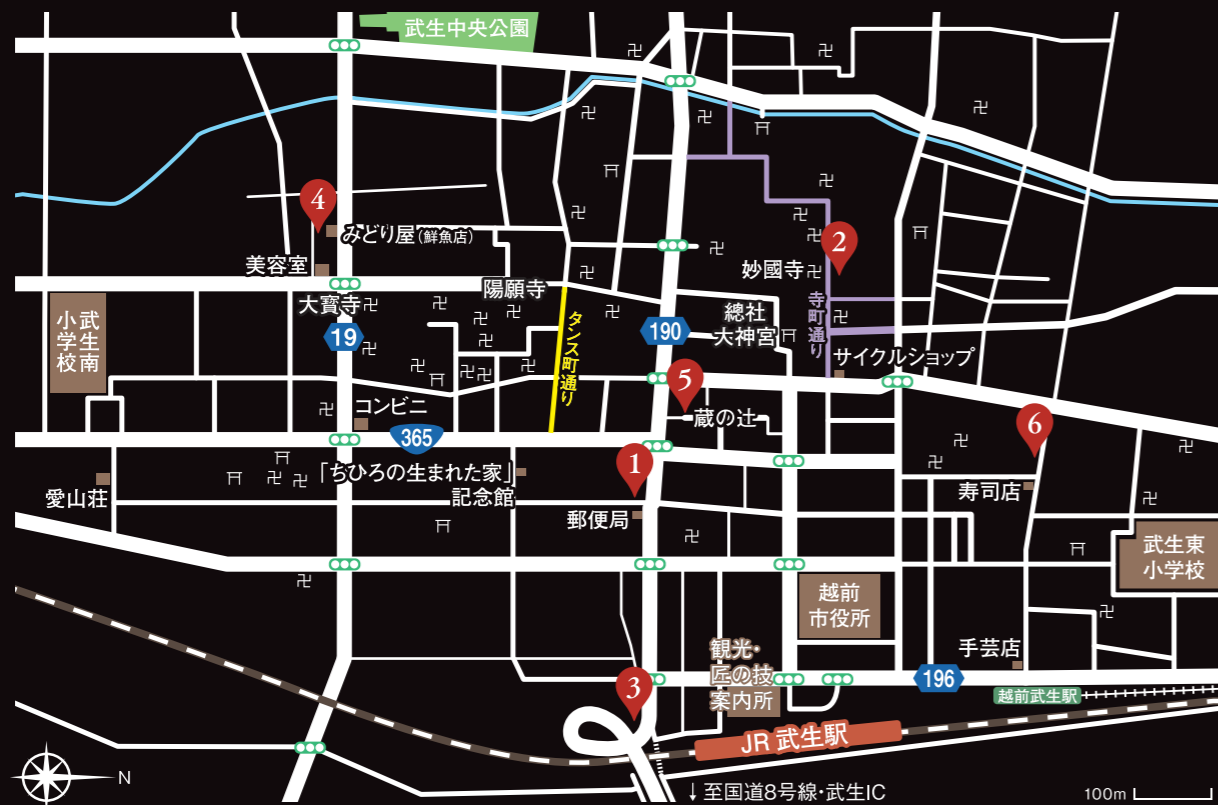 武生中央公園
4
みどり屋(鮮魚店)
美容室
2
妙國寺
陽願寺
大寶寺
總社
大神宮
寺町通り
武生南
小学校
19
190
タンス町通り
サイクルショップ
5
コンビニ
蔵の辻
365
6
「ちひろの生まれた家」
記念館
1
愛山荘
郵便局
寿司店
武生東
小学校
越前
市役所
観光・
匠の技
案内所
手芸店
196
3
越前武生駅
JR 武生駅
N
↓至国道8号線・武生IC
100m